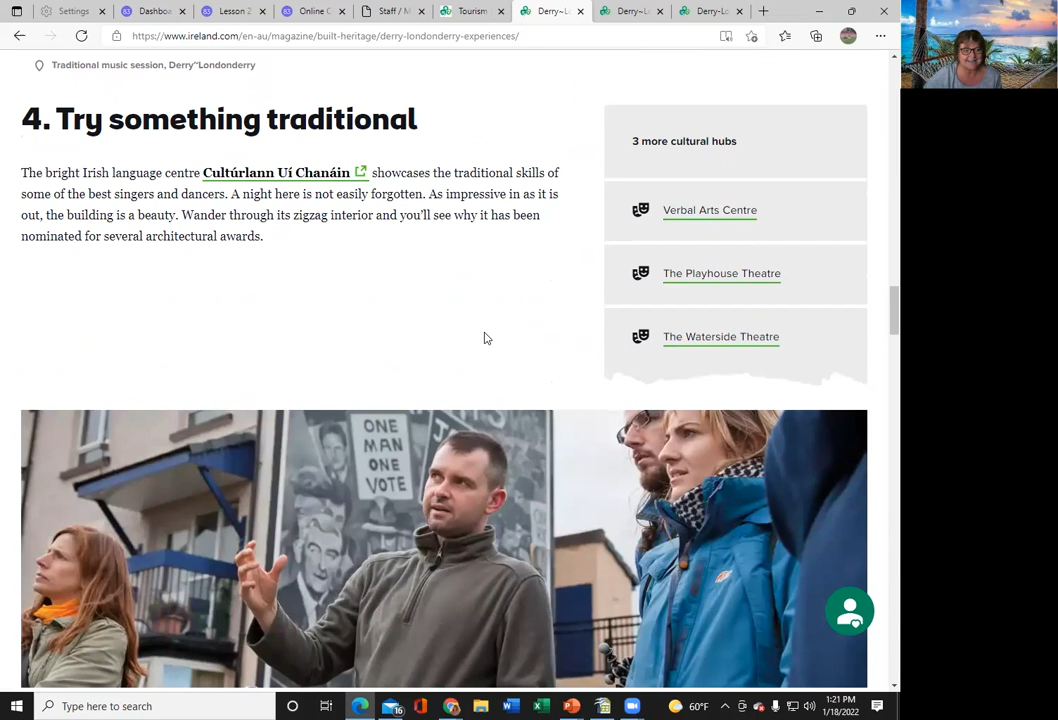 Settings
Dashbo
Lesson 2
Online C
Staff / M
Tourism
Derry~L
Derry~L
Derry-Lo
https://www.ireland.com/en-au/magazine/built-heritage/derry-londonderry-experiences/
Traditional music session, Derry~Londonderry
4. Try something traditional
The bright Irish language centre Cultúrlann Uí Chanáin showcases the traditional skills of
some of the best singers and dancers. A night here is not easily forgotten. As impressive in as it is
out, the building is a beauty. Wander through its zigzag interior and you'll see why it has been
nominated for several architectural awards.
3 more cultural hubs
Verbal Arts Centre
The Playhouse Theatre
The Waterside Theatre
ONE
MAN
ONE
VOTE
Type here to search
16
60°F
1:21 PM
1/18/2022